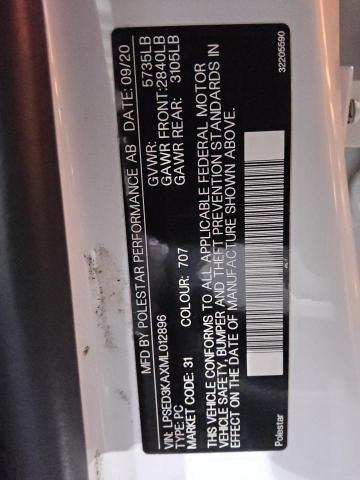 MFD BY POLESTAR PERFORMANCE AB DATE: 09/20
GVWR: 5735LB
GAWR FRONT: 2840LB
GAWR REAR: 3105LB
VIN: LPSED3KAXML012896
TYPE: PC
MARKET CODE: 31 COLOUR: 707
THIS VEHICLE CONFORMS TO ALL APPLICABLE FEDERAL MOTOR
VEHICLE SAFETY, BUMPER AND THEFT PREVENTION STANDARDS IN
EFFECT ON THE DATE OF MANUFACTURE SHOWN ABOVE.
Polestar 32205590